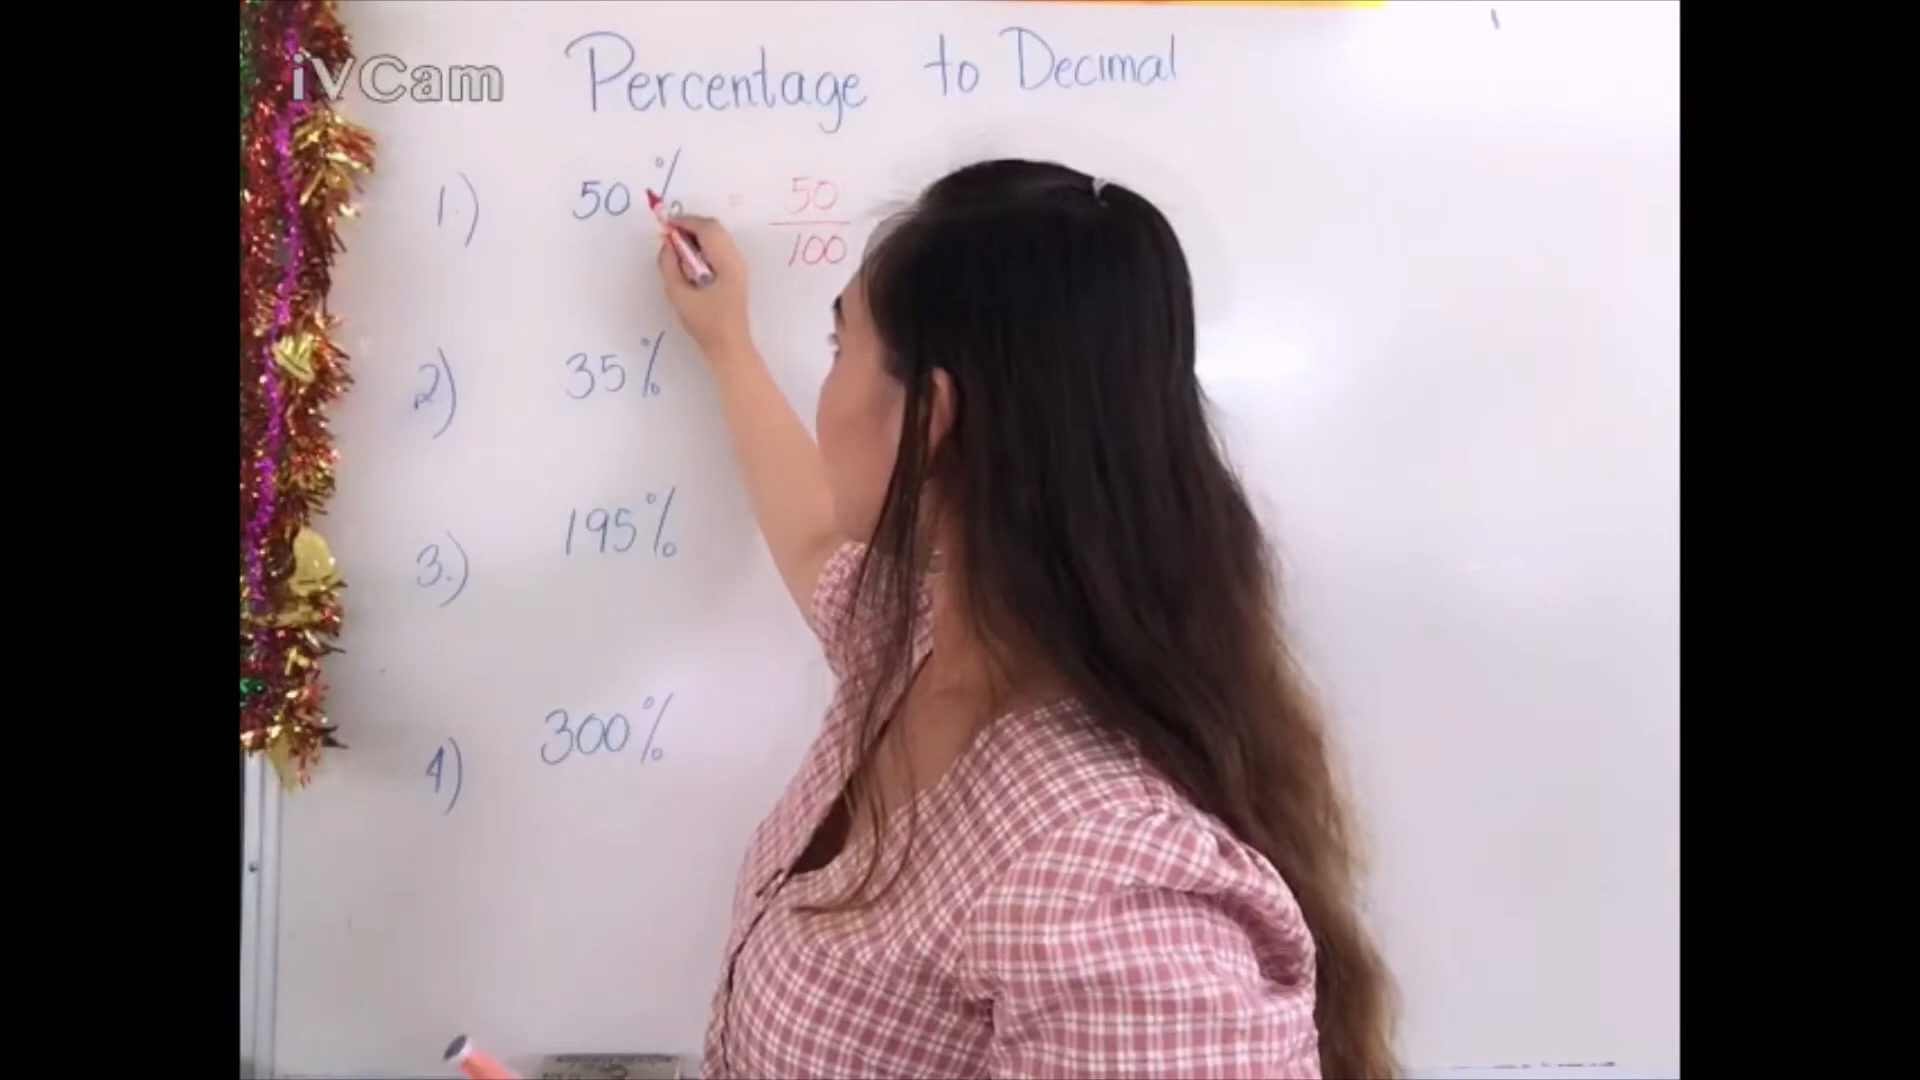 iVCam
Percentage to Decimal
1.) 50% = 50
100
2) 35%
3.) 195%
4) 300%